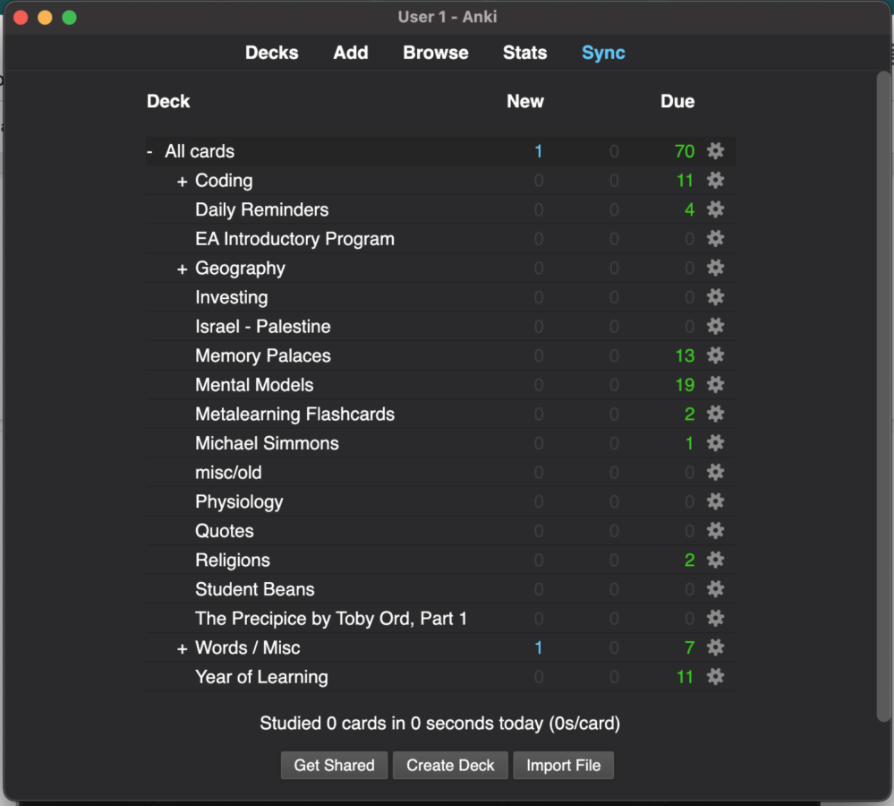 User 1 - Anki
Decks Add Browse Stats Sync
Deck New Due
- All cards 1 0 70
+ Coding 0 0 11
Daily Reminders 0 0 4
EA Introductory Program 0 0 0
+ Geography 0 0 0
Investing 0 0 0
Israel - Palestine 0 0 0
Memory Palaces 0 0 13
Mental Models 0 0 19
Metalearning Flashcards 0 0 2
Michael Simmons 0 0 1
misc/old 0 0 0
Physiology 0 0 0
Quotes 0 0 0
Religions 0 0 2
Student Beans 0 0 0
The Precipice by Toby Ord, Part 1 0 0 0
+ Words / Misc 1 0 7
Year of Learning 0 0 11
Studied 0 cards in 0 seconds today (0s/card)
Get Shared Create Deck Import File